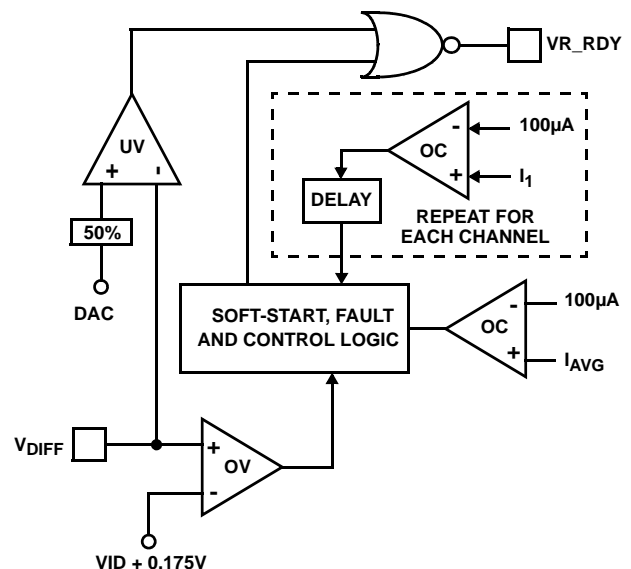 VR_RDY
UV
+ -
50%
DAC
- 100µA
OC
+ I1
DELAY
REPEAT FOR
EACH CHANNEL
SOFT-START, FAULT
AND CONTROL LOGIC
- 100µA
OC
+ IAVG
VDIFF
+
OV
-
VID + 0.175V